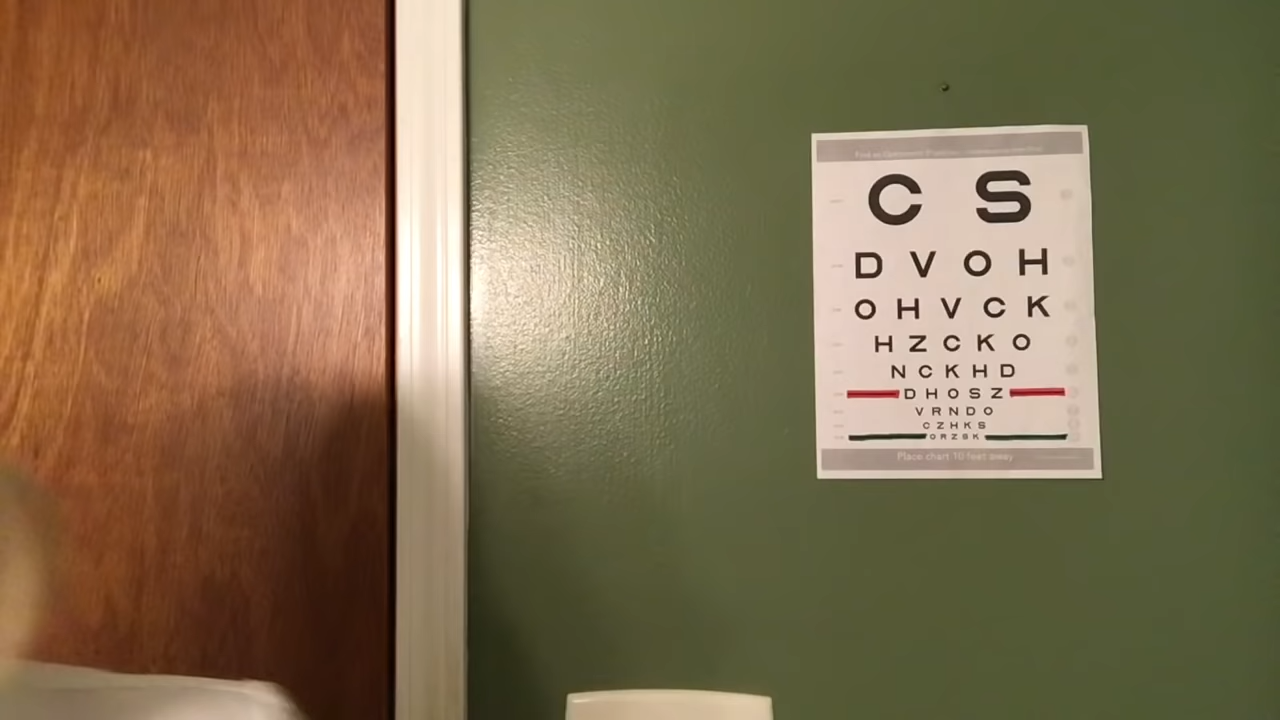 C S
D V O H
O H V C K
H Z C K O
N C K H D
D H O S Z
V R N D O
C Z H K S
O R Z S K
Place chart 10 feet away